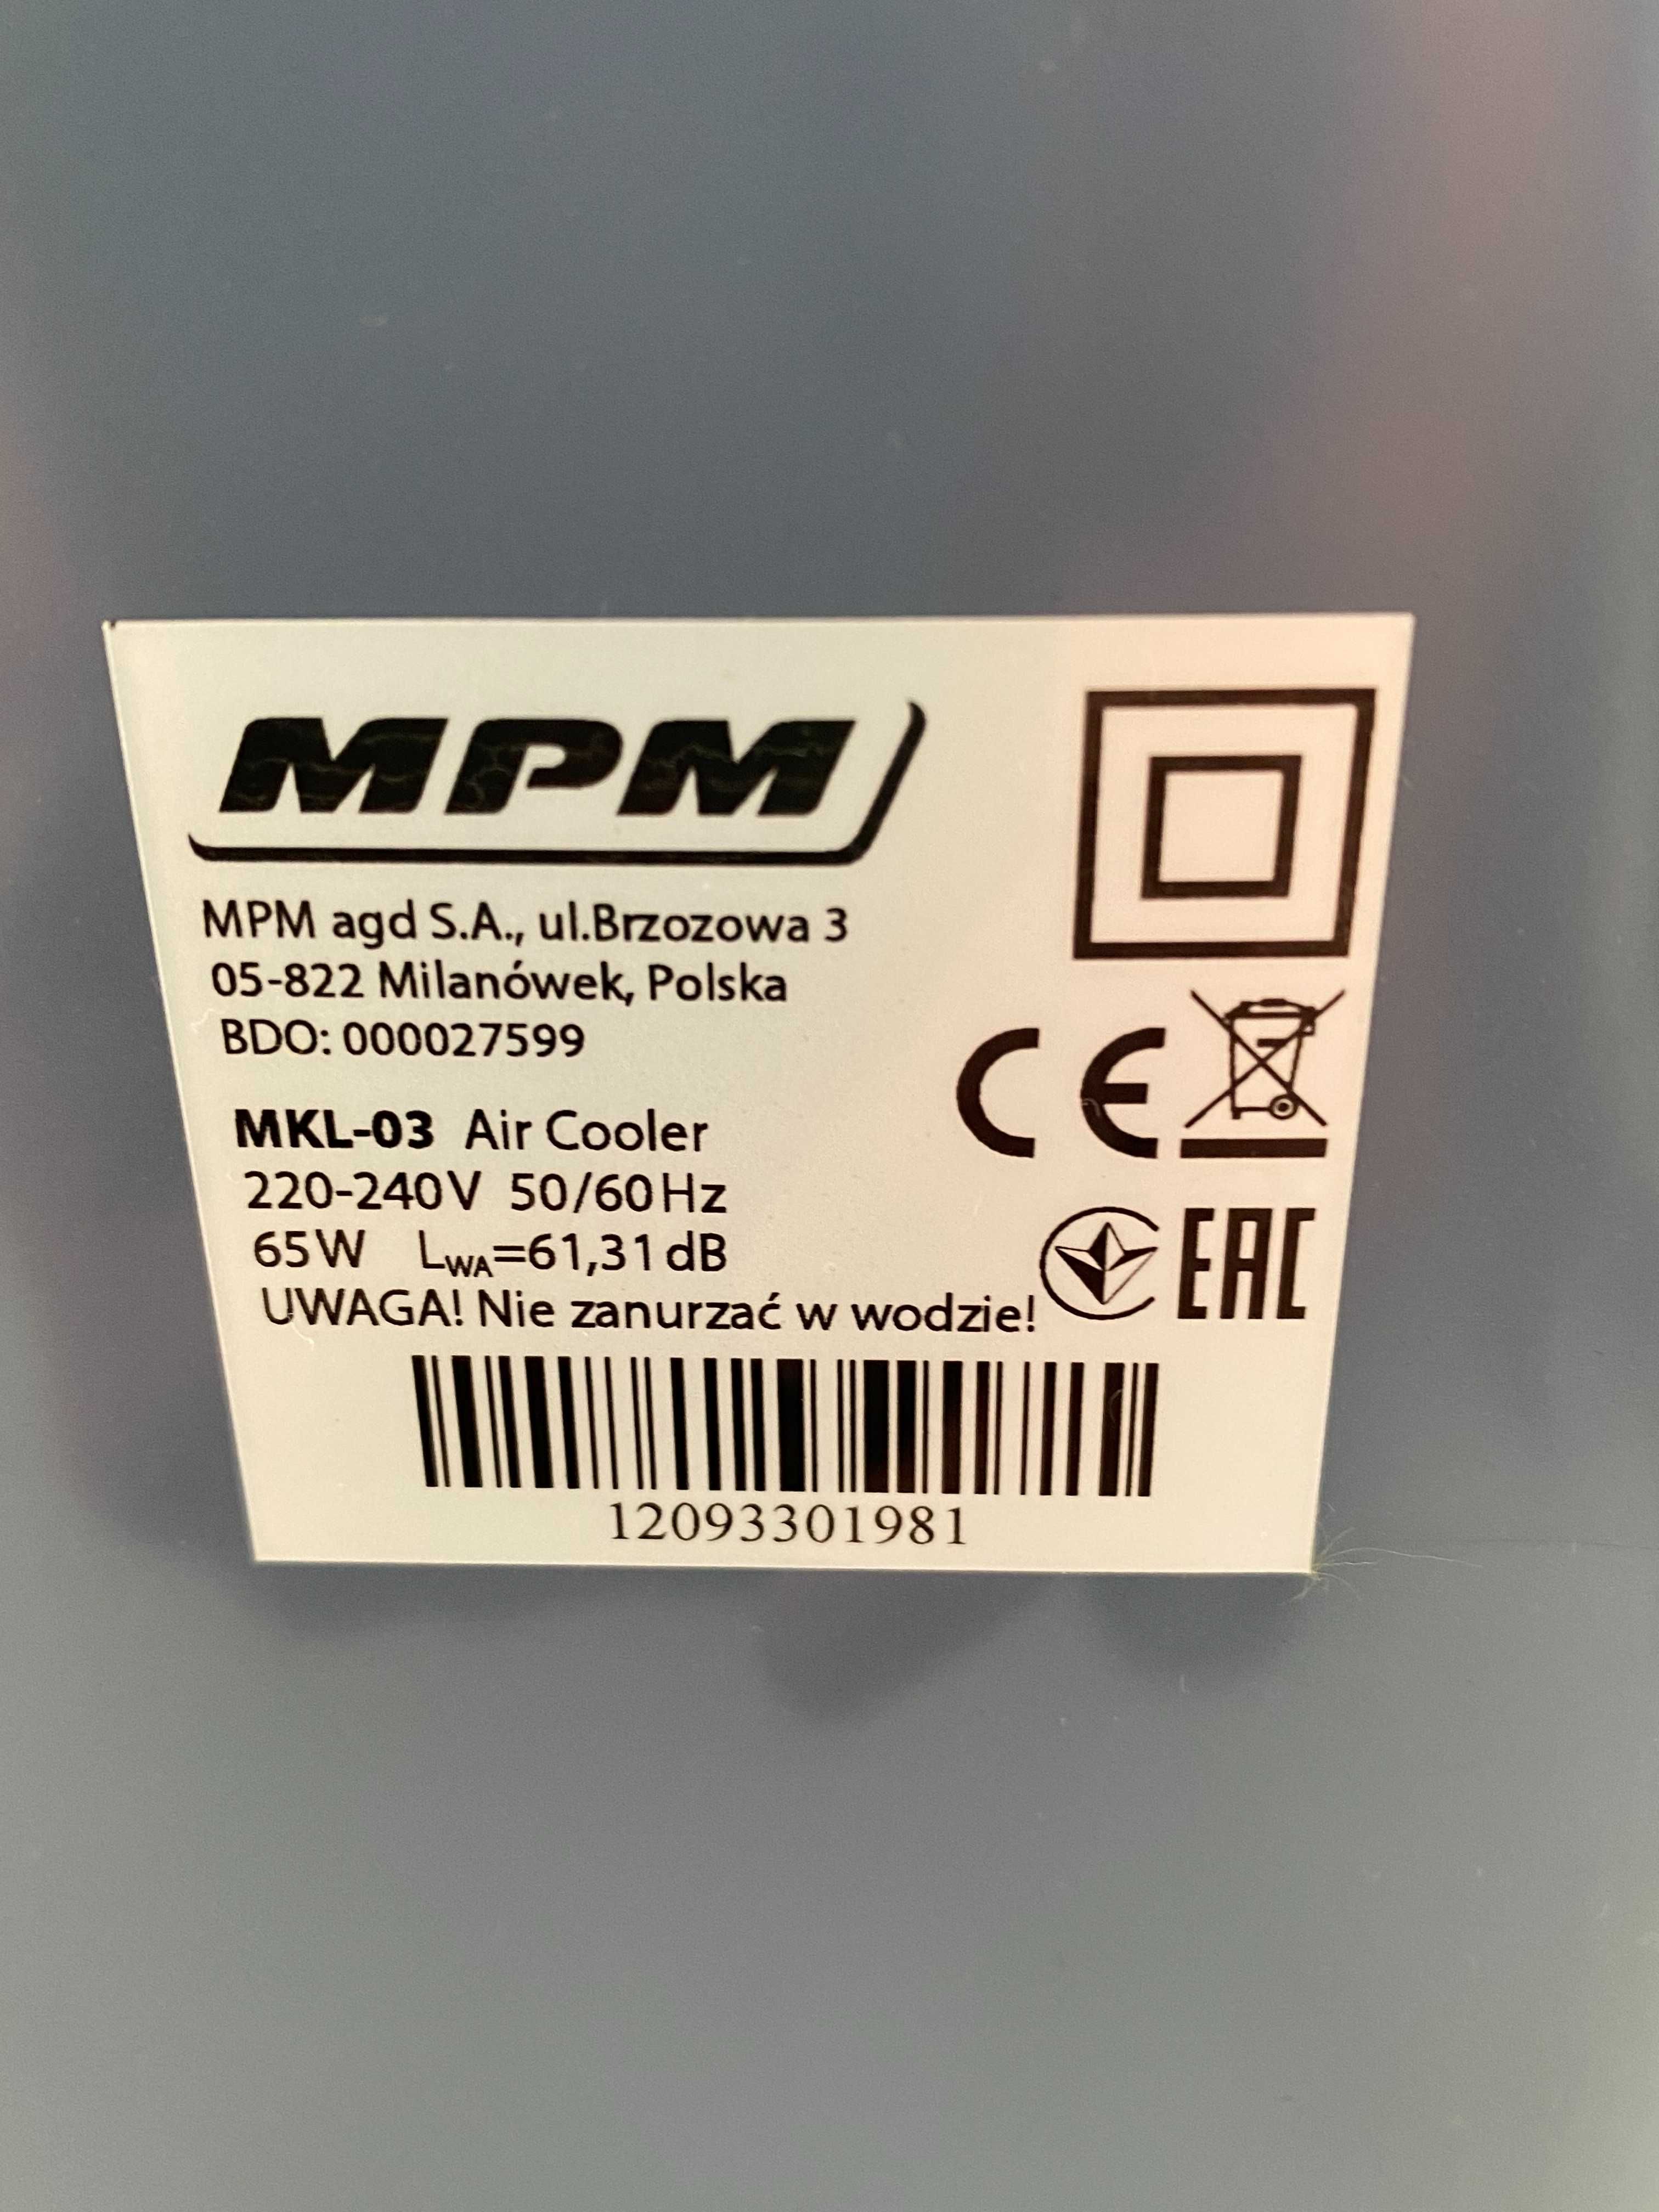 MPM
MPM agd S.A., ul.Brzozowa 3
05-822 Milanówek, Polska
BDO: 000027599
MKL-03 Air Cooler
220-240V 50/60Hz
65W LWA=61,31dB
UWAGA! Nie zanurzać w wodzie!
CE
EAC
12093301981